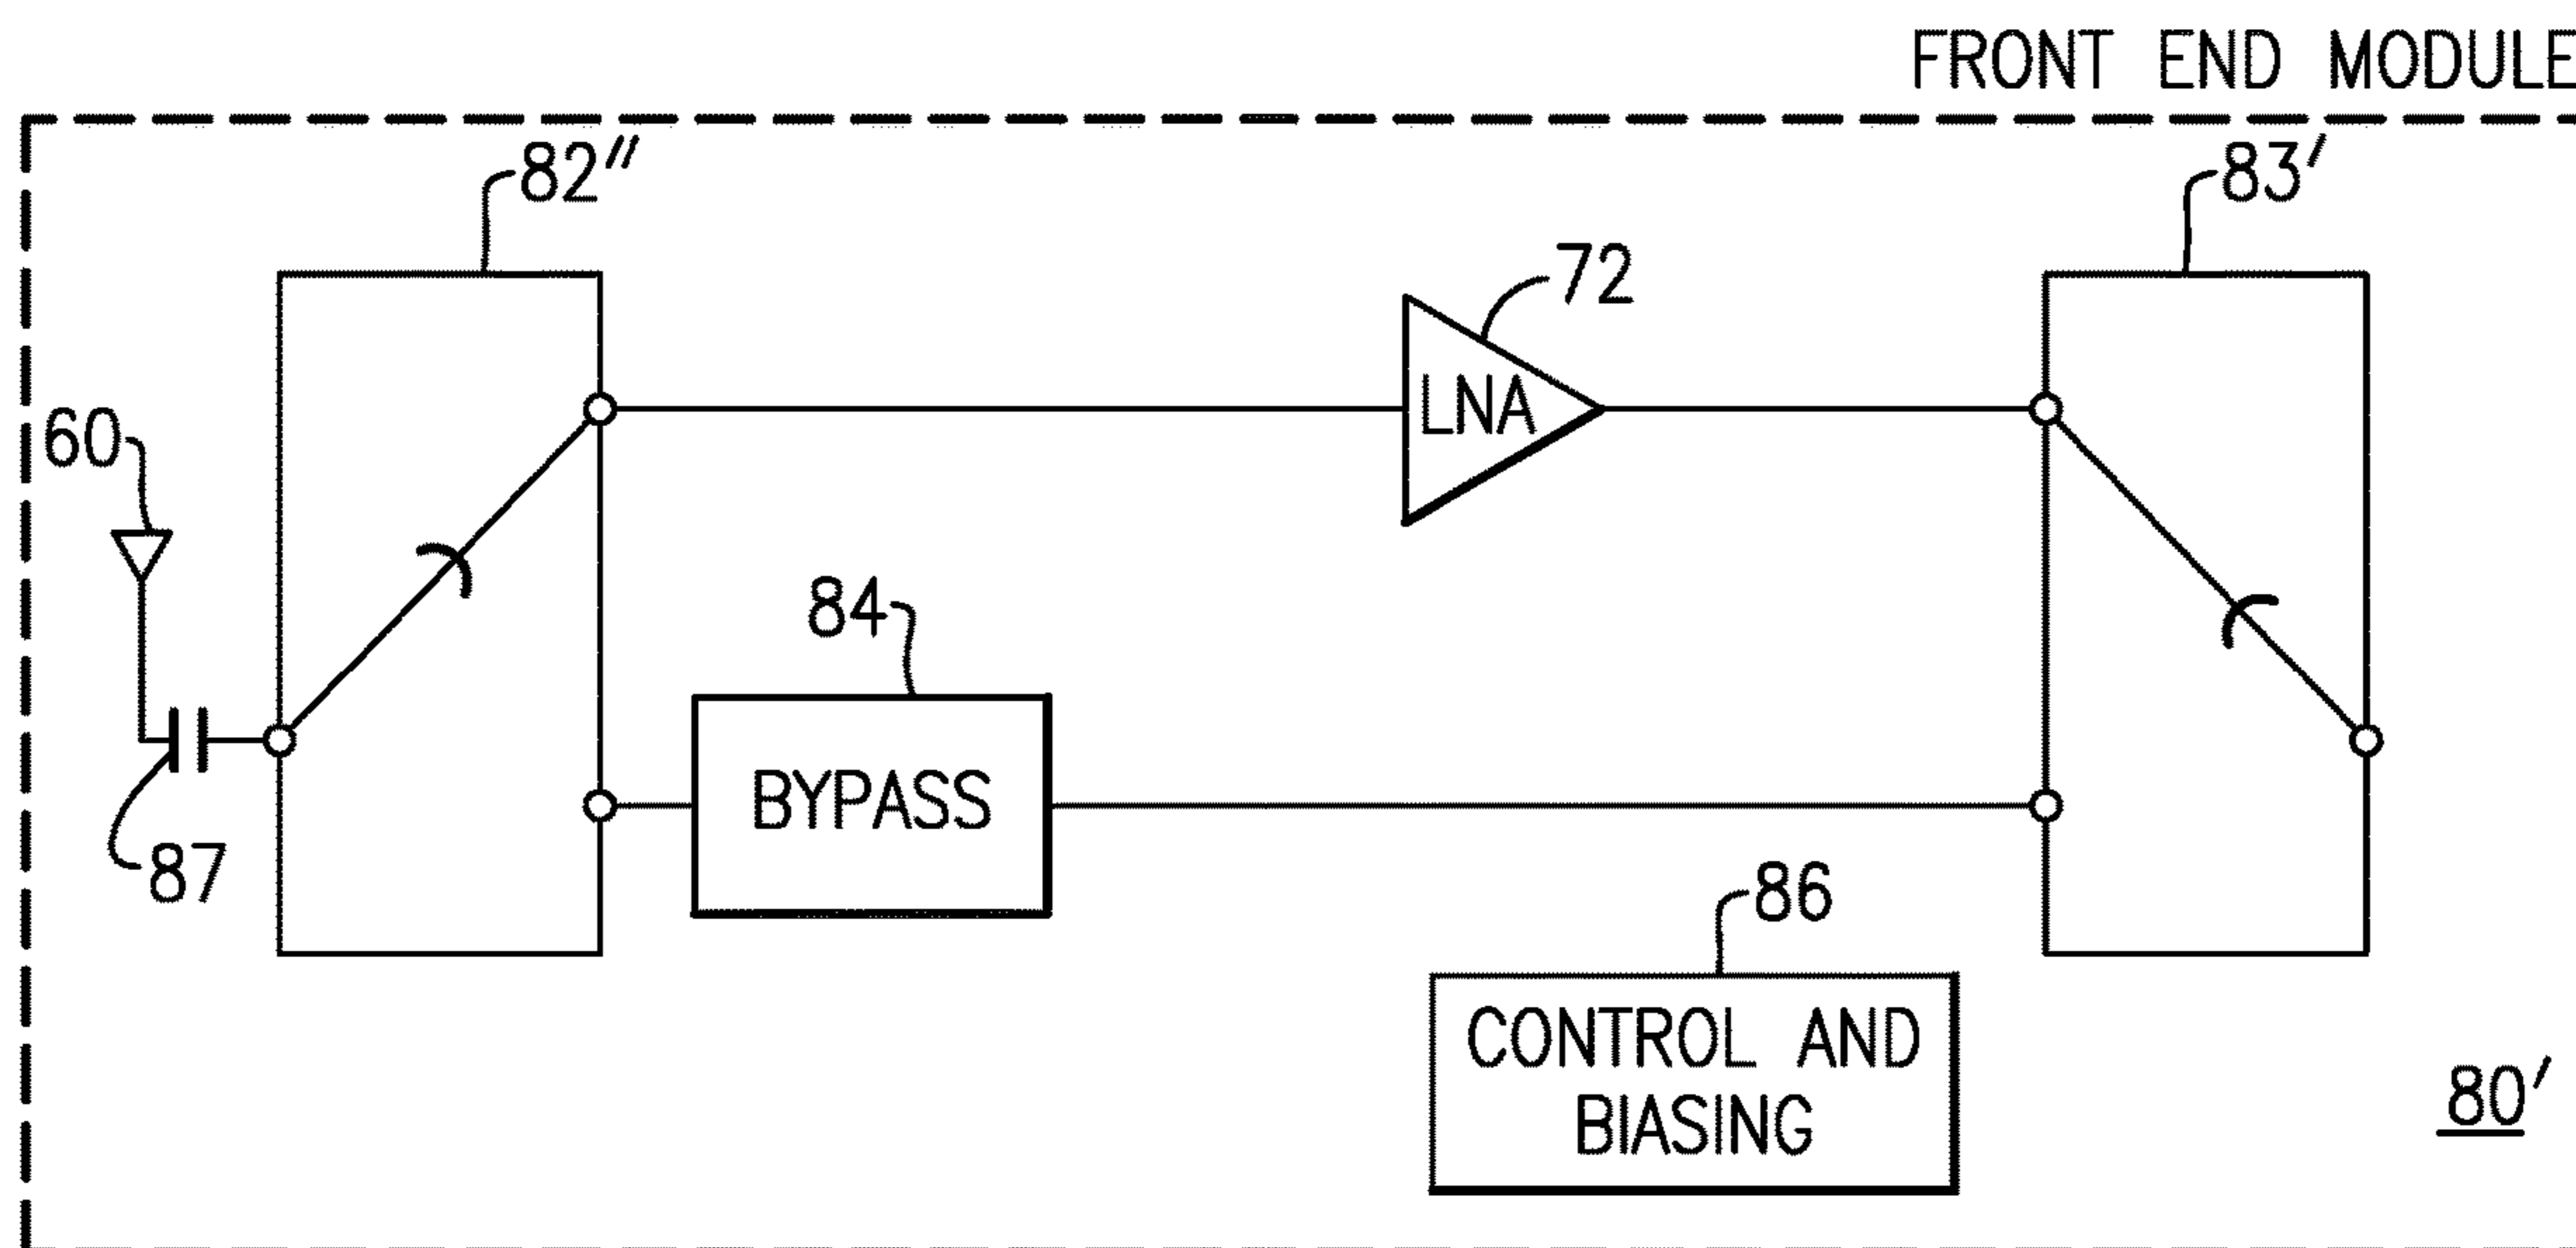 FRONT END MODULE
82"
83'
72
LNA
60
84
BYPASS
87
86
CONTROL AND
BIASING
80'